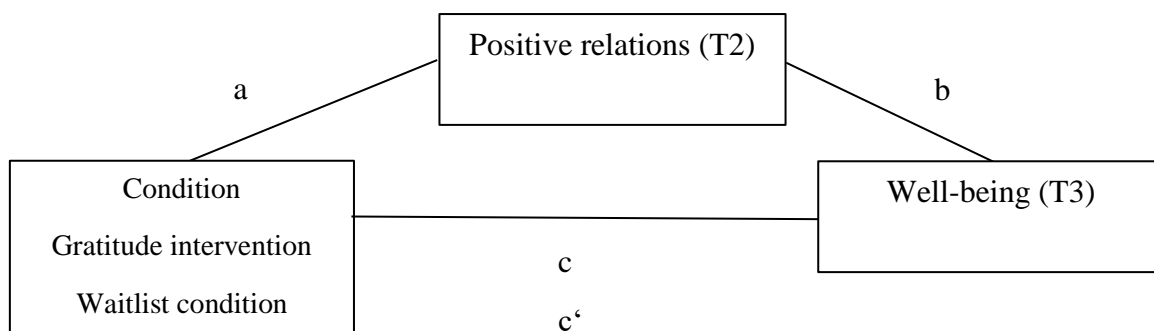 Positive relations (T2)
a
b
Condition
Gratitude intervention
Waitlist condition
Well-being (T3)
c
c‘